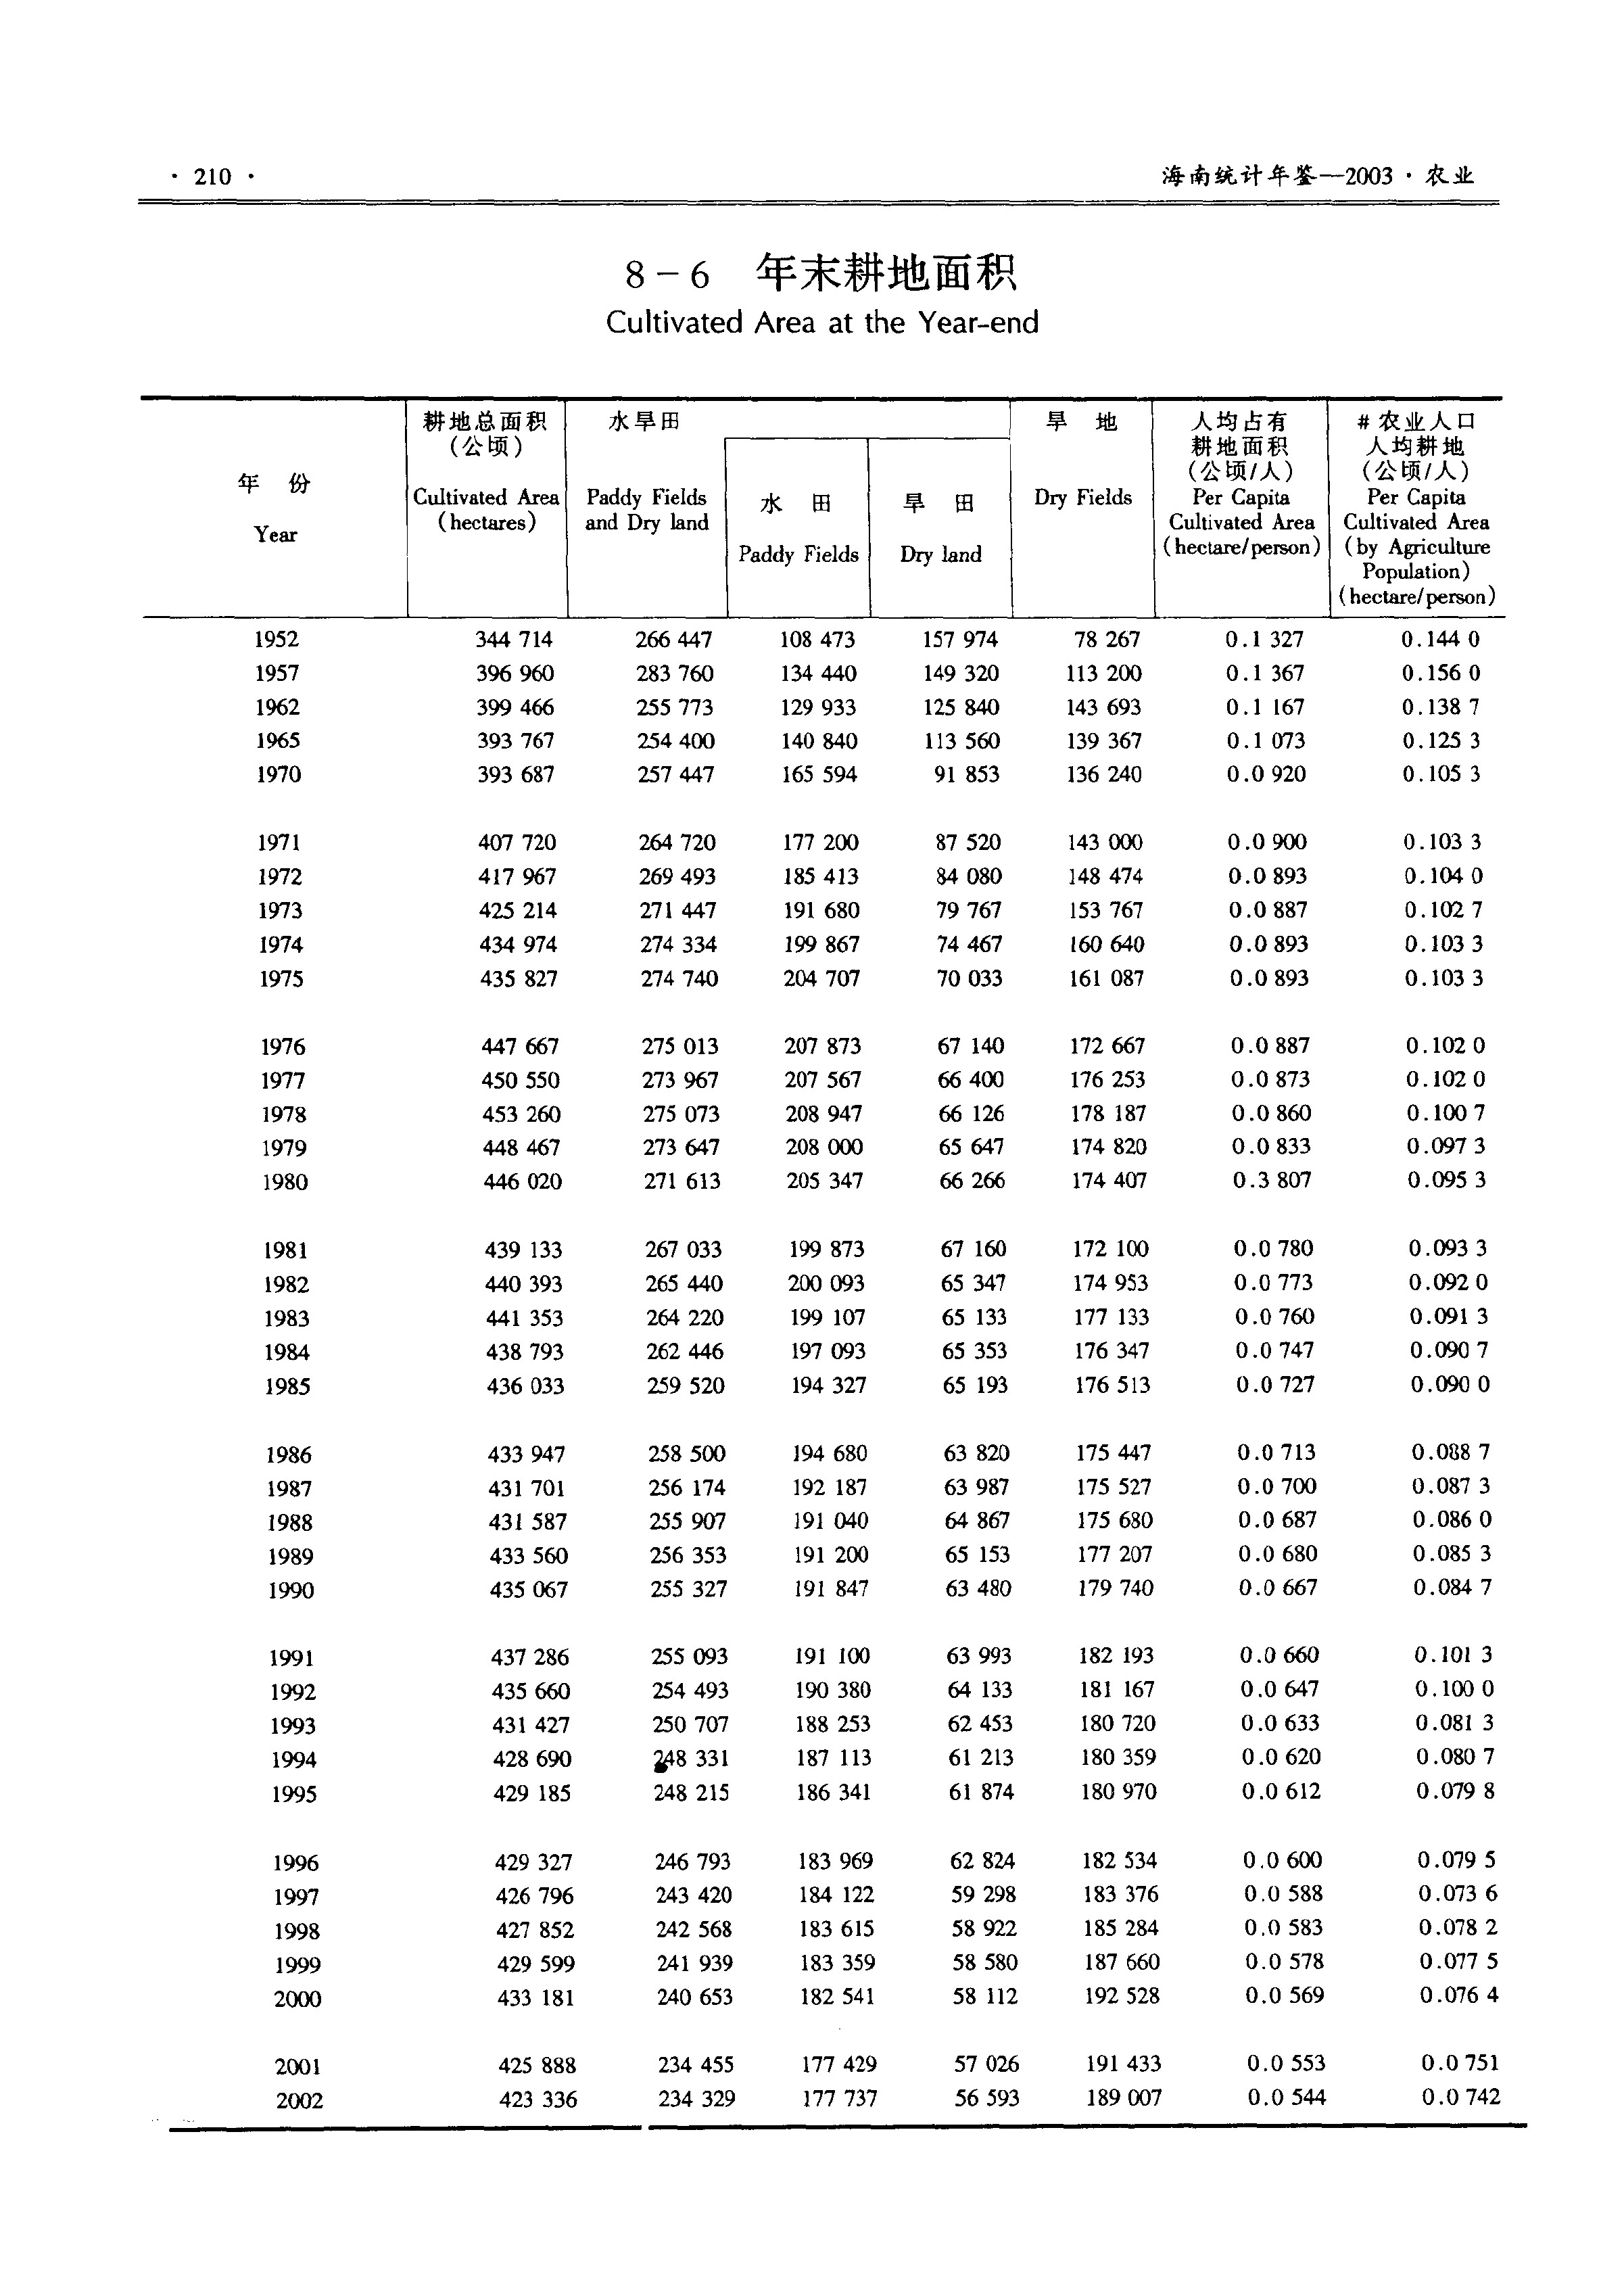 · 210 ·
海南统计年鉴—2003 · 农业
8－6 年末耕地面积
Cultivated Area at the Year-end
年 份
Year
耕地总面积
(公顷)
Cultivated Area
(hectares)
水旱田
Paddy Fields
and Dry land
水 田
Paddy Fields
旱 田
Dry land
旱 地
Dry Fields
人均占有
耕地面积
(公顷/人)
Per Capita
Cultivated Area
(hectare/person)
#农业人口
人均耕地
(公顷/人)
Per Capita
Cultivated Area
(by Agriculture
Population)
(hectare/person)
1952 344 714 266 447 108 473 157 974 78 267 0.1 327 0.144 0
1957 396 960 283 760 134 440 149 320 113 200 0.1 367 0.156 0
1962 399 466 255 773 129 933 125 840 143 693 0.1 167 0.138 7
1965 393 767 254 400 140 840 113 560 139 367 0.1 073 0.125 3
1970 393 687 257 447 165 594 91 853 136 240 0.0 920 0.105 3
1971 407 720 264 720 177 200 87 520 143 000 0.0 900 0.103 3
1972 417 967 269 493 185 413 84 080 148 474 0.0 893 0.104 0
1973 425 214 271 447 191 680 79 767 153 767 0.0 887 0.102 7
1974 434 974 274 334 199 867 74 467 160 640 0.0 893 0.103 3
1975 435 827 274 740 204 707 70 033 161 087 0.0 893 0.103 3
1976 447 667 275 013 207 873 67 140 172 667 0.0 887 0.102 0
1977 450 550 273 967 207 567 66 400 176 253 0.0 873 0.102 0
1978 453 260 275 073 208 947 66 126 178 187 0.0 860 0.100 7
1979 448 467 273 647 208 000 65 647 174 820 0.0 833 0.097 3
1980 446 020 271 613 205 347 66 266 174 407 0.3 807 0.095 3
1981 439 133 267 033 199 873 67 160 172 100 0.0 780 0.093 3
1982 440 393 265 440 200 093 65 347 174 953 0.0 773 0.092 0
1983 441 353 264 220 199 107 65 133 177 133 0.0 760 0.091 3
1984 438 793 262 446 197 093 65 353 176 347 0.0 747 0.090 7
1985 436 033 259 520 194 327 65 193 176 513 0.0 727 0.090 0
1986 433 947 258 500 194 680 63 820 175 447 0.0 713 0.088 7
1987 431 701 256 174 192 187 63 987 175 527 0.0 700 0.087 3
1988 431 587 255 907 191 040 64 867 175 680 0.0 687 0.086 0
1989 433 560 256 353 191 200 65 153 177 207 0.0 680 0.085 3
1990 435 067 255 327 191 847 63 480 179 740 0.0 667 0.084 7
1991 437 286 255 093 191 100 63 993 182 193 0.0 660 0.101 3
1992 435 660 254 493 190 380 64 133 181 167 0.0 647 0.100 0
1993 431 427 250 707 188 253 62 453 180 720 0.0 633 0.081 3
1994 428 690 248 331 187 113 61 213 180 359 0.0 620 0.080 7
1995 429 185 248 215 186 341 61 874 180 970 0.0 612 0.079 8
1996 429 327 246 793 183 969 62 824 182 534 0.0 600 0.079 5
1997 426 796 243 420 184 122 59 298 183 376 0.0 588 0.073 6
1998 427 852 242 568 183 615 58 922 185 284 0.0 583 0.078 2
1999 429 599 241 939 183 359 58 580 187 660 0.0 578 0.077 5
2000 433 181 240 653 182 541 58 112 192 528 0.0 569 0.076 4
2001 425 888 234 455 177 429 57 026 191 433 0.0 553 0.0 751
2002 423 336 234 329 177 737 56 593 189 007 0.0 544 0.0 742